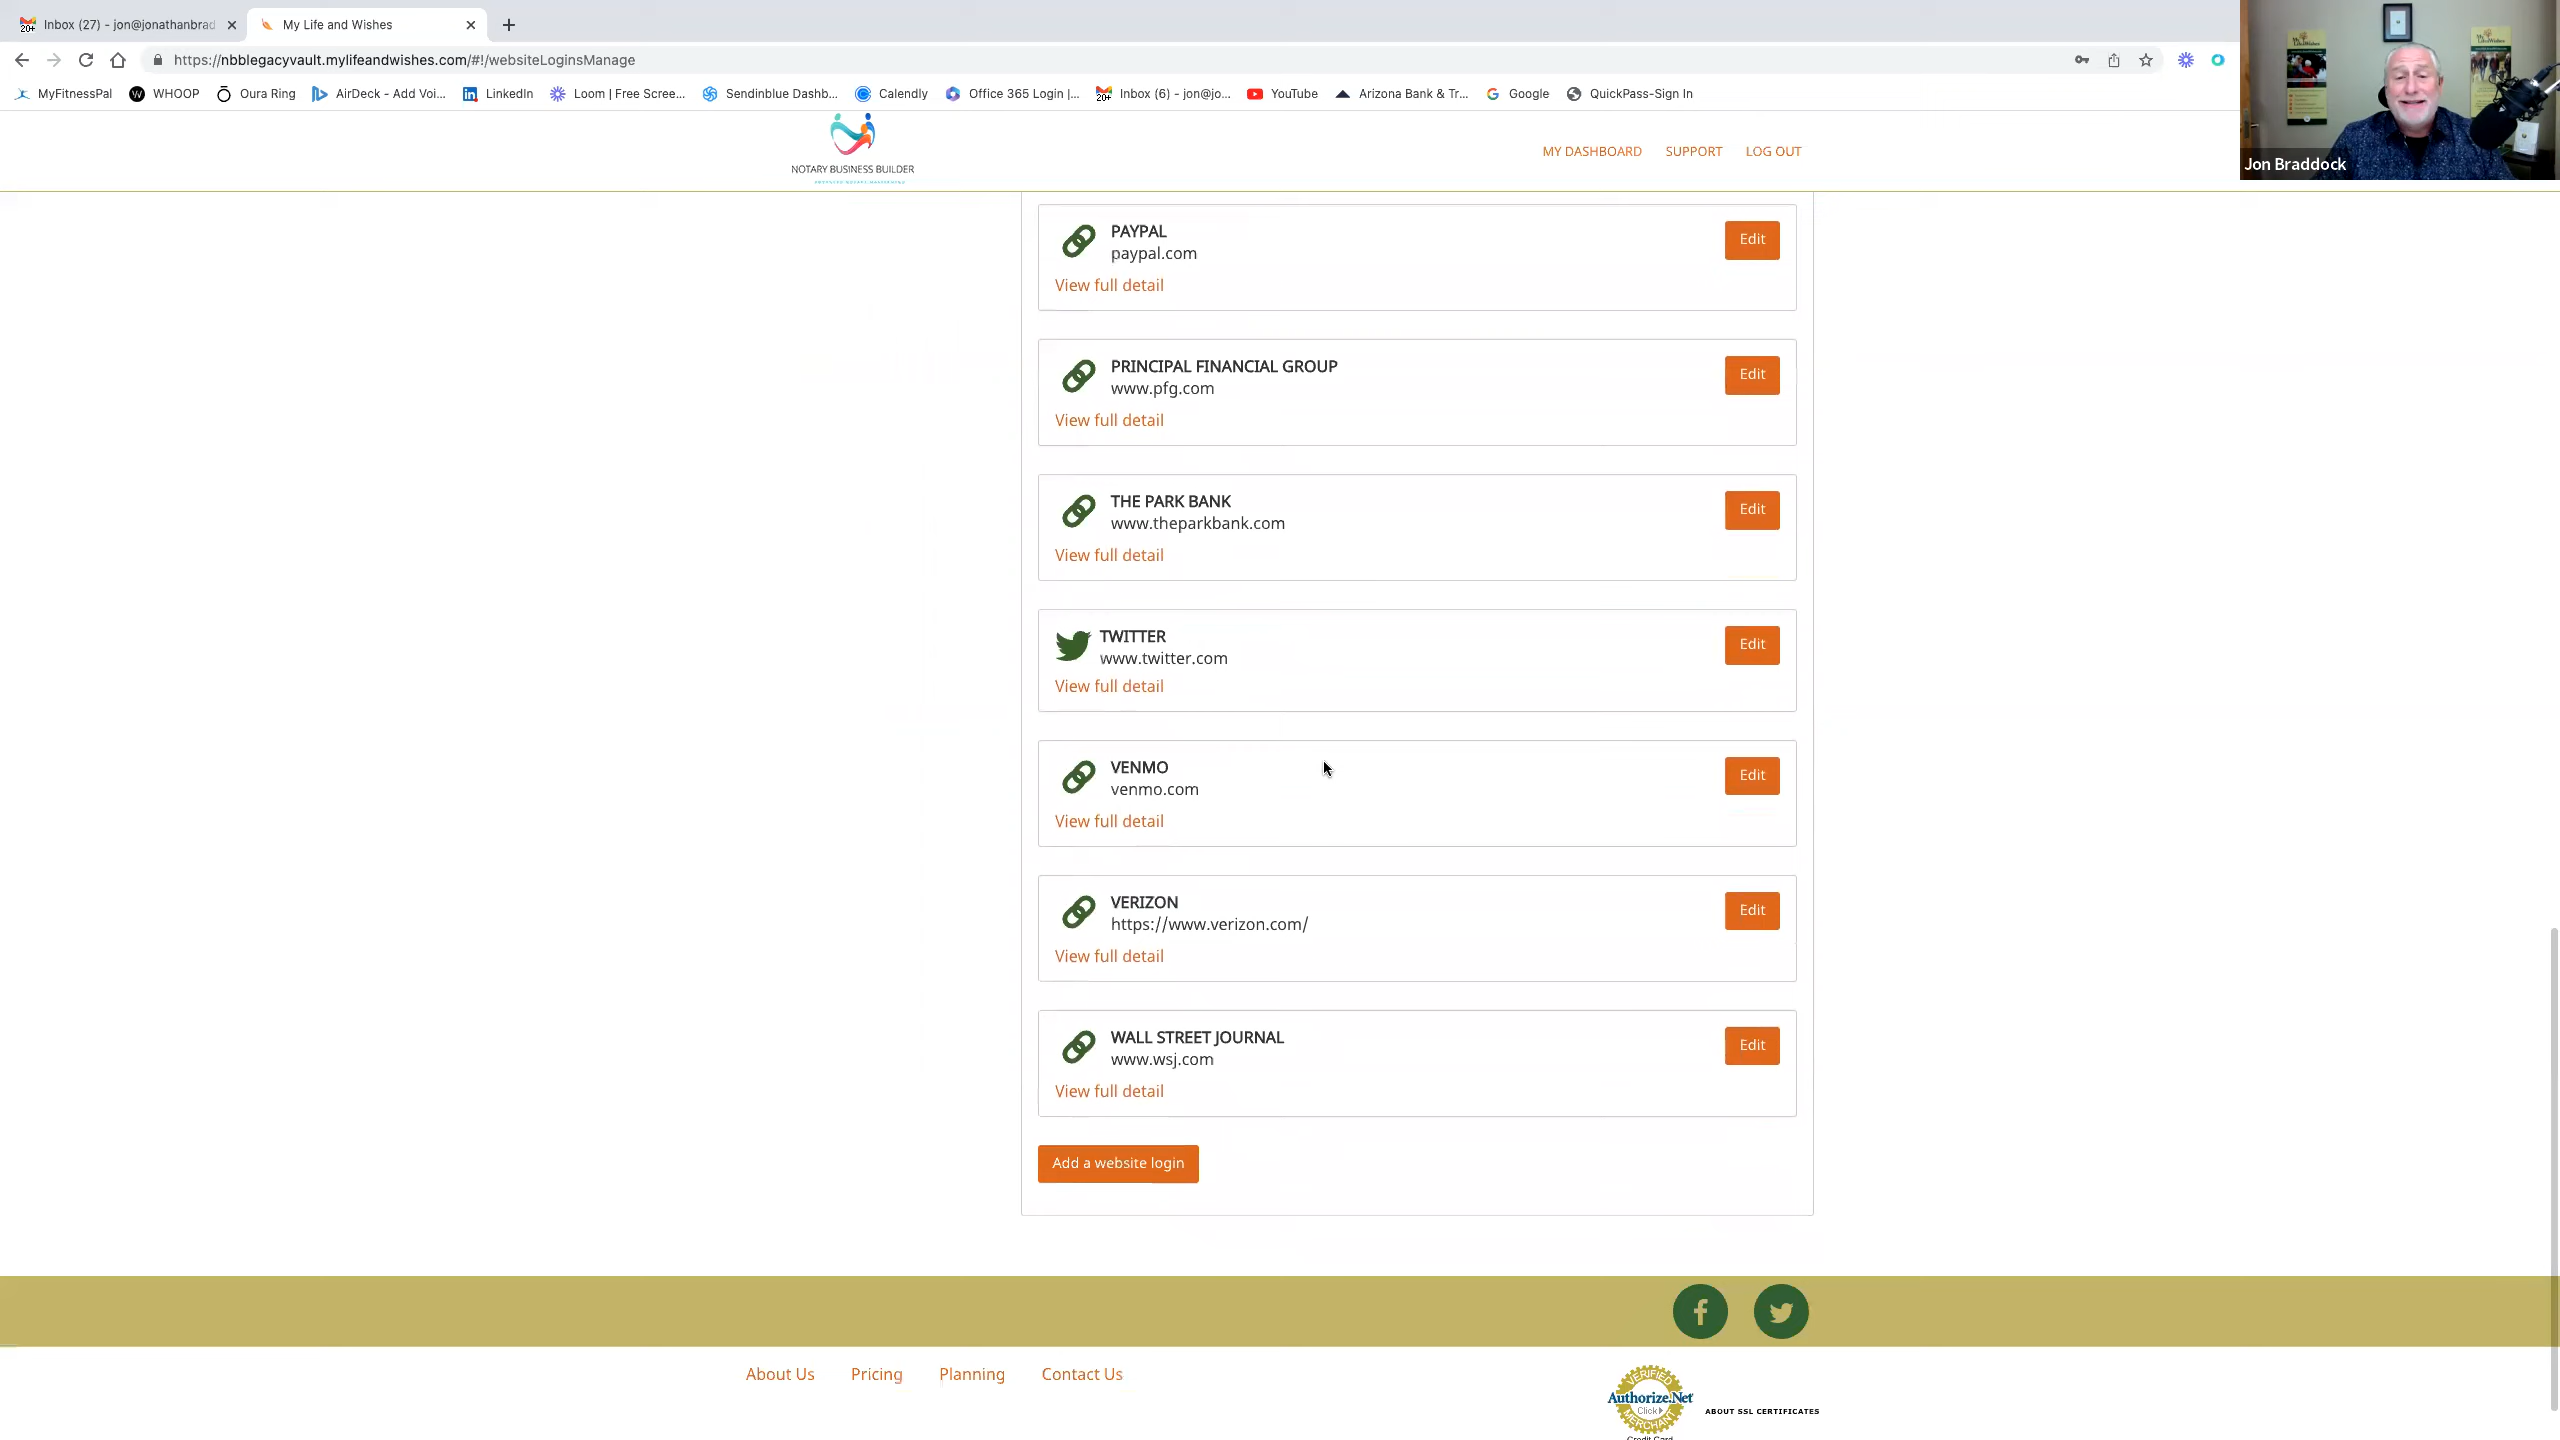 Inbox (27) - jon@jonathanbrad
My Life and Wishes
https://nbblegacyvault.mylifeandwishes.com/#!/websiteLoginsManage
MyFitnessPal
WHOOP
Oura Ring
AirDeck - Add Voi...
LinkedIn
Loom | Free Scree...
Sendinblue Dashb...
Calendly
Office 365 Login |...
Inbox (6) - jon@jo...
YouTube
Arizona Bank & Tr...
Google
QuickPass-Sign In
Jon Braddock
NOTARY BUSINESS BUILDER
MY DASHBOARD
SUPPORT
LOG OUT
PAYPAL
paypal.com
View full detail
Edit
PRINCIPAL FINANCIAL GROUP
www.pfg.com
View full detail
Edit
THE PARK BANK
www.theparkbank.com
View full detail
Edit
TWITTER
www.twitter.com
View full detail
Edit
VENMO
venmo.com
View full detail
Edit
VERIZON
https://www.verizon.com/
View full detail
Edit
WALL STREET JOURNAL
www.wsj.com
View full detail
Edit
Add a website login
About Us
Pricing
Planning
Contact Us
VERIFIED
Authorize.Net
Click
MERCHANT
ABOUT SSL CERTIFICATES